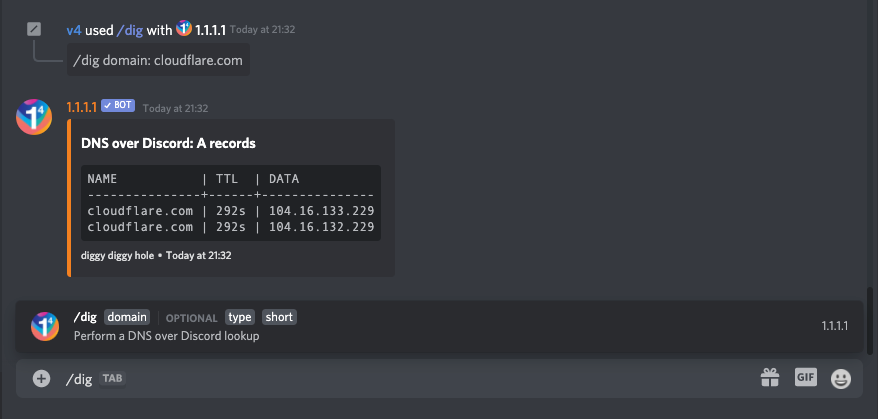 v4 used /dig with 1.1.1.1 Today at 21:32
/dig domain: cloudflare.com
1.1.1.1 ✓ BOT Today at 21:32
DNS over Discord: A records
NAME | TTL | DATA
---------------+------+---------------
cloudflare.com | 292s | 104.16.133.229
cloudflare.com | 292s | 104.16.132.229
diggy diggy hole • Today at 21:32
/dig domain OPTIONAL type short
Perform a DNS over Discord lookup
1.1.1.1
/dig TAB
GIF